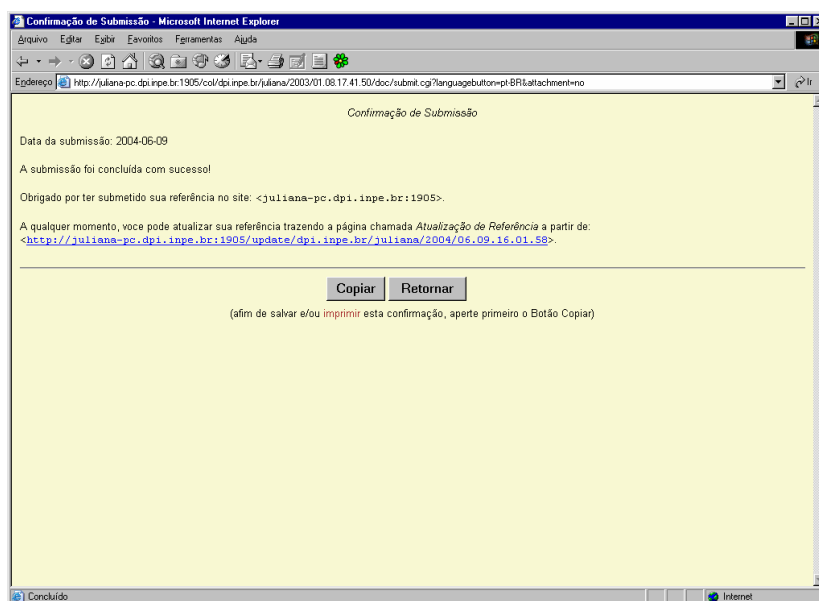 Confirmação de Submissão - Microsoft Internet Explorer
Arquivo Editar Exibir Favoritos Ferramentas Ajuda
Endereço http://juliana-pc.dpi.inpe.br:1905/col/dpi.inpe.br/juliana/2003/01.08.17.41.50/doc/submit.cgi?languagebutton=pt-BR&attachment=no Ir
Confirmação de Submissão
Data da submissão: 2004-06-09
A submissão foi concluída com sucesso!
Obrigado por ter submetido sua referência no site: <juliana-pc.dpi.inpe.br:1905>.
A qualquer momento, voce pode atualizar sua referência trazendo a página chamada Atualização de Referência a partir de:
<http://juliana-pc.dpi.inpe.br:1905/update/dpi.inpe.br/juliana/2004/06.09.16.01.58>.
Copiar Retornar
(afim de salvar e/ou imprimir esta confirmação, aperte primeiro o Botão Copiar)
Concluído Internet